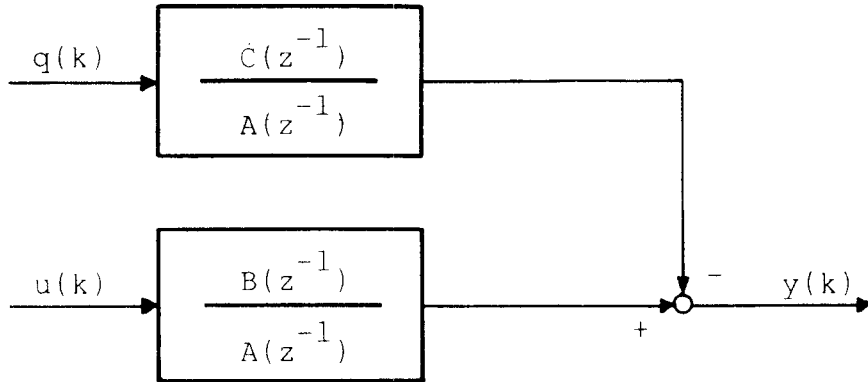 q(k)
C(z^-1)
A(z^-1)
-
u(k)
B(z^-1)
A(z^-1)
+
y(k)